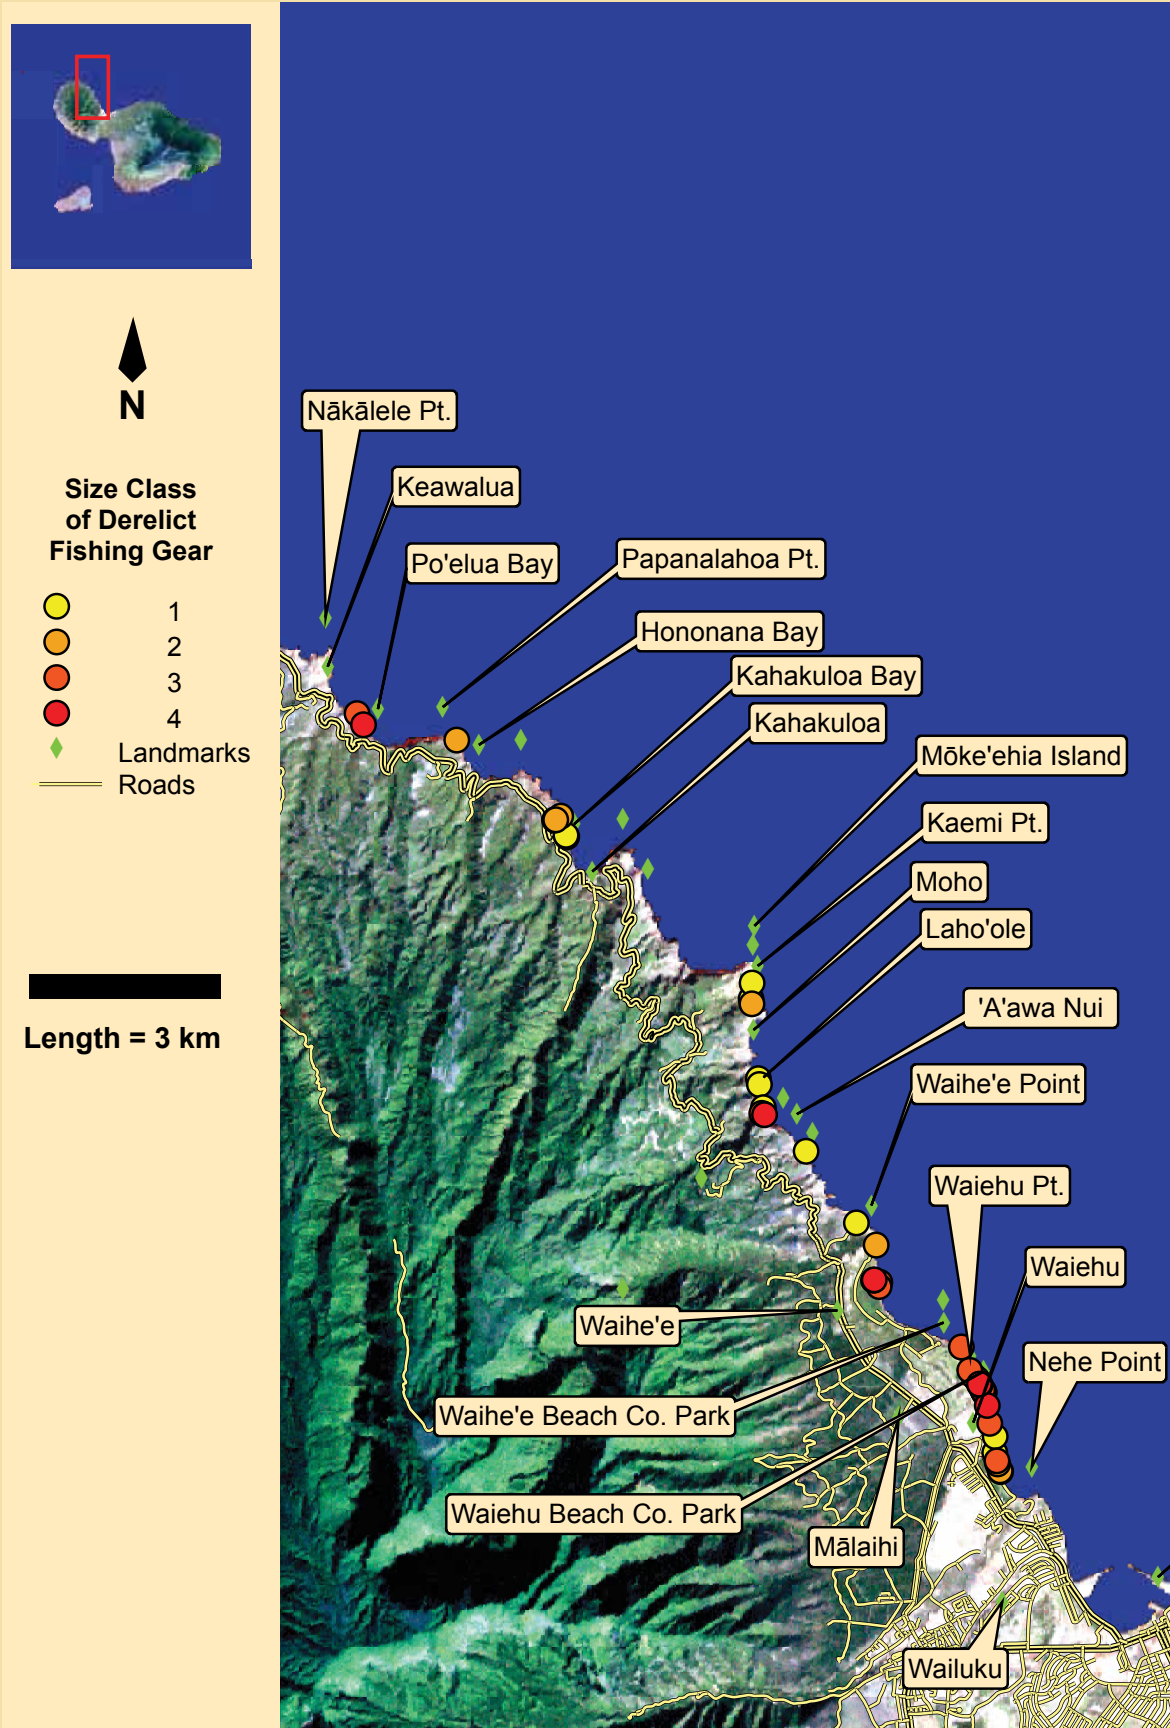 N
Size Class
of Derelict
Fishing Gear
1
2
3
4
Landmarks
Roads
Length = 3 km
Nākālele Pt.
Keawalua
Po'elua Bay
Papanalahoa Pt.
Hononana Bay
Kahakuloa Bay
Kahakuloa
Mōke'ehia Island
Kaemi Pt.
Moho
Laho'ole
'A'awa Nui
Waihe'e Point
Waiehu Pt.
Waiehu
Waihe'e
Nehe Point
Waihe'e Beach Co. Park
Waiehu Beach Co. Park
Mālaihi
Wailuku